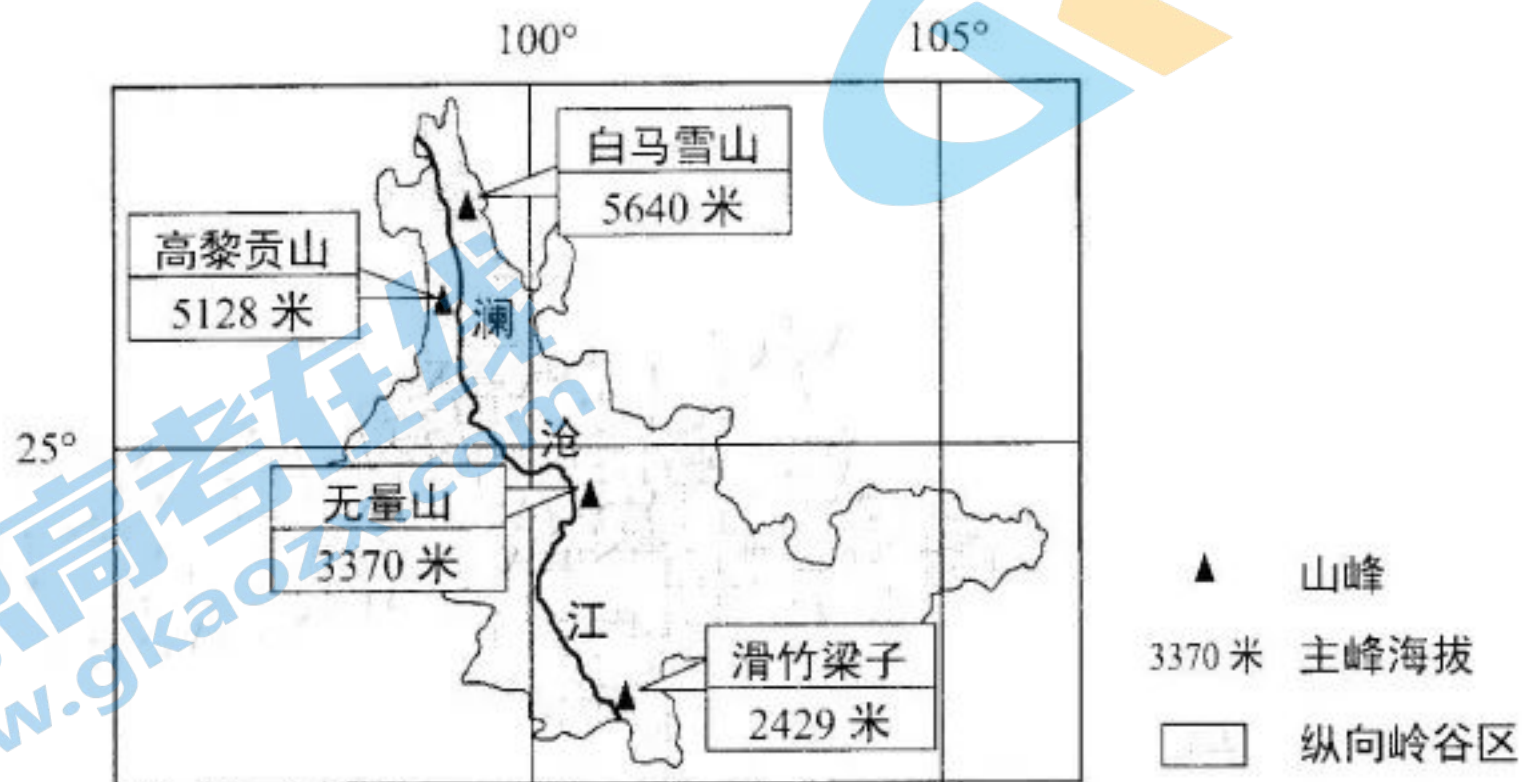 100°
105°
白马雪山
5640 米
高黎贡山
5128 米
澜
沧
25°
无量山
3370 米
江
滑竹梁子
2429 米
山峰
3370 米 主峰海拔
纵向岭谷区
高考在线
w.gkaozx.com